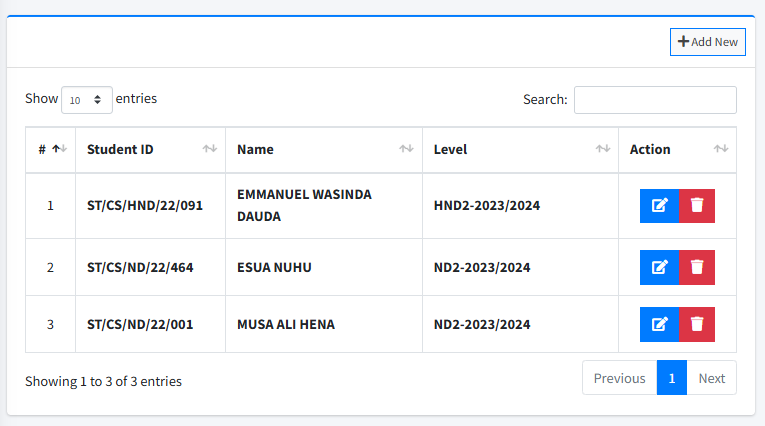 Add New
Show 10 entries Search:
# Student ID Name Level Action
1 ST/CS/HND/22/091 EMMANUEL WASINDA DAUDA HND2-2023/2024
2 ST/CS/ND/22/464 ESUA NUHU ND2-2023/2024
3 ST/CS/ND/22/001 MUSA ALI HENA ND2-2023/2024
Showing 1 to 3 of 3 entries Previous 1 Next